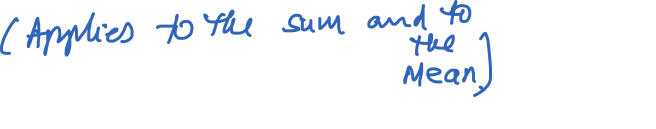 (Applies to the sum and to
the
Mean.)